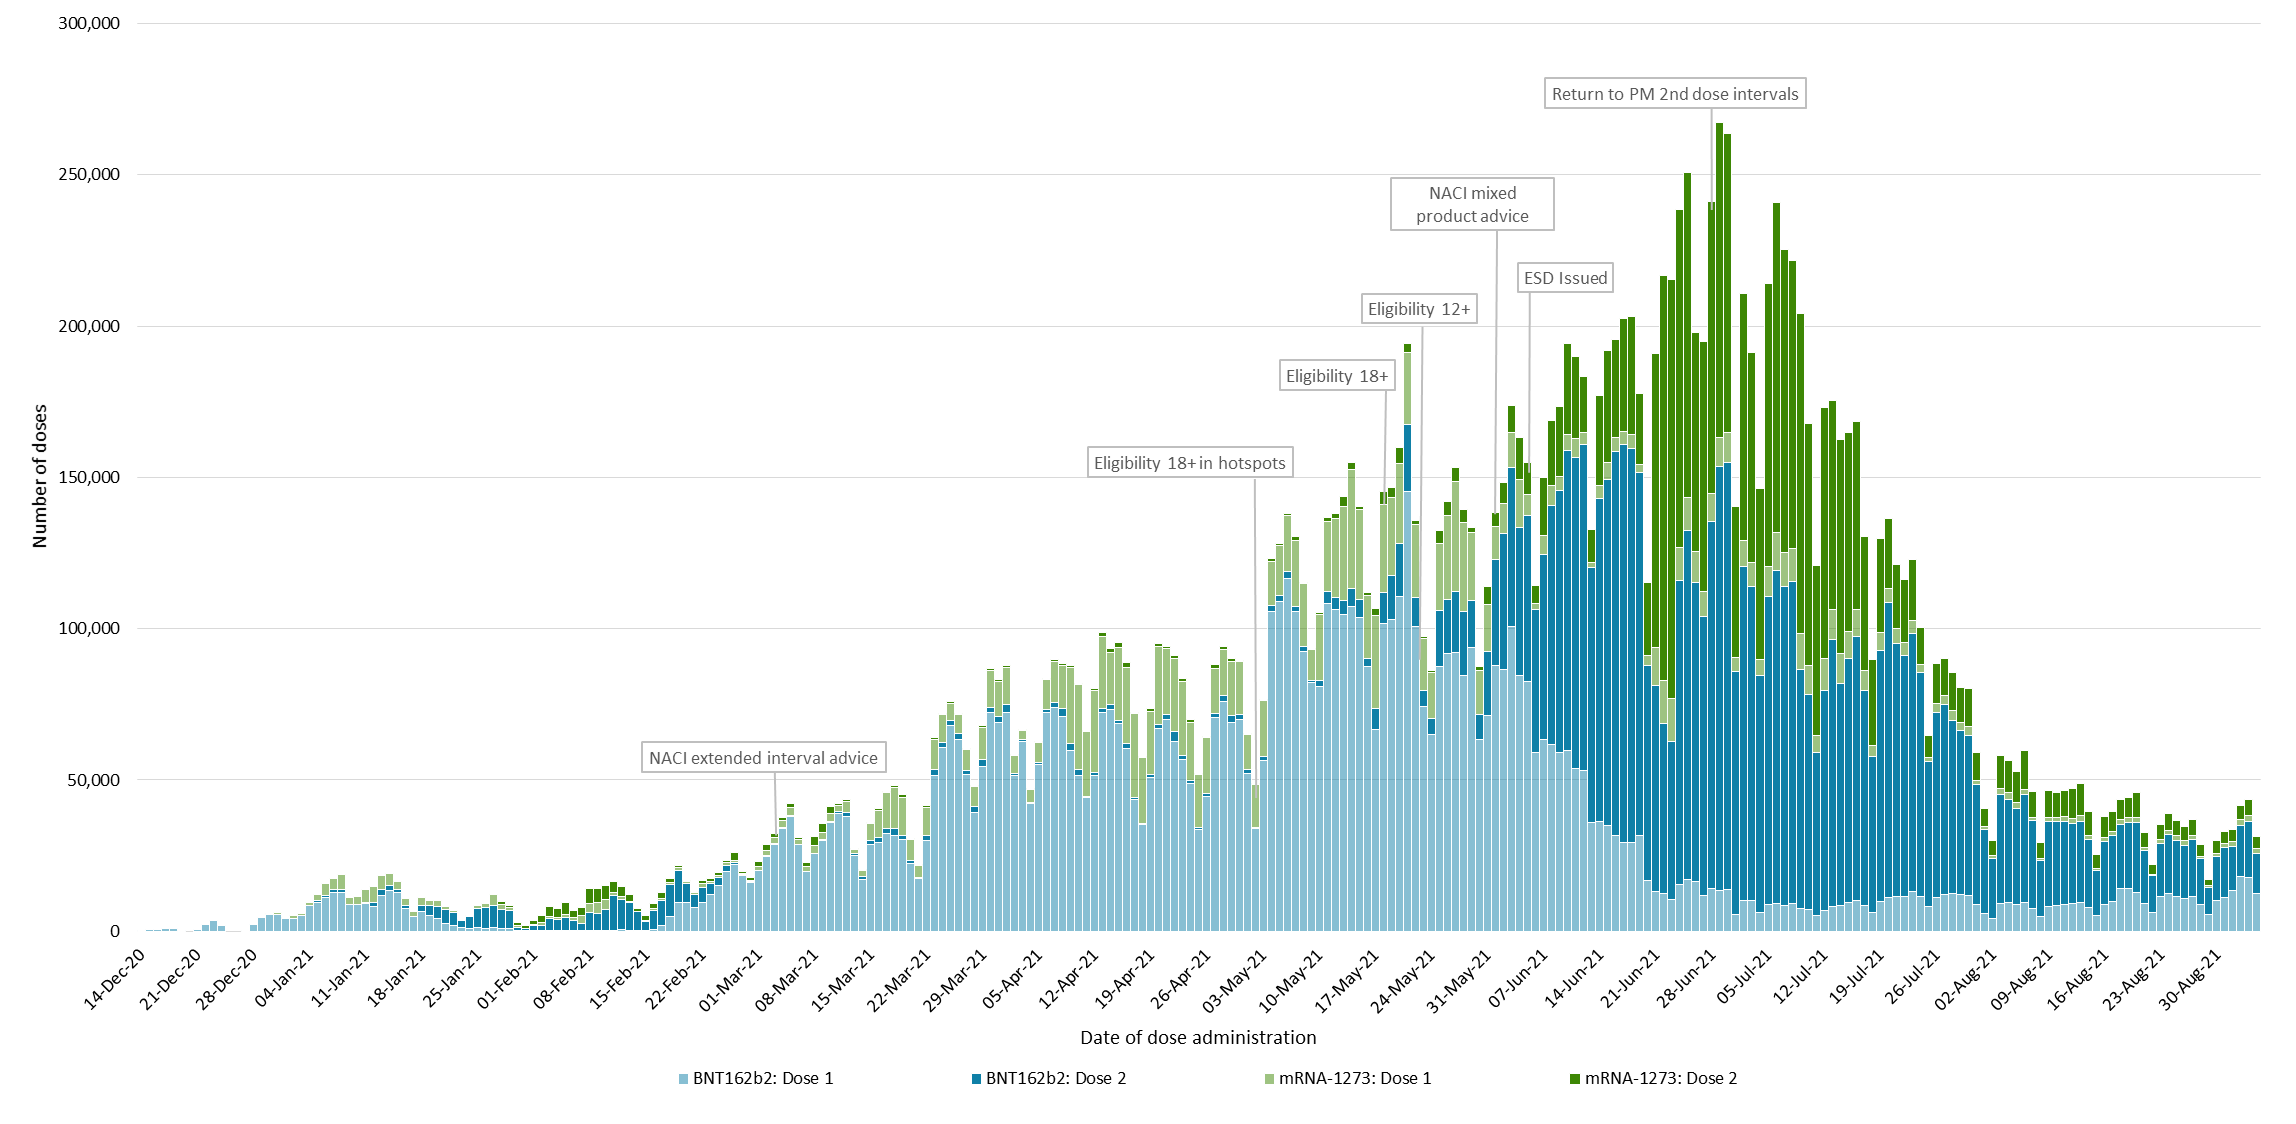 300,000
250,000
200,000
150,000
100,000
50,000
0
Number of doses
Return to PM 2nd dose intervals
NACI mixed
product advice
ESD Issued
Eligibility 12+
Eligibility 18+
Eligibility 18+ in hotspots
NACI extended interval advice
14-Dec-20
21-Dec-20
28-Dec-20
04-Jan-21
11-Jan-21
18-Jan-21
25-Jan-21
01-Feb-21
08-Feb-21
15-Feb-21
22-Feb-21
01-Mar-21
08-Mar-21
15-Mar-21
22-Mar-21
29-Mar-21
05-Apr-21
12-Apr-21
19-Apr-21
26-Apr-21
03-May-21
10-May-21
17-May-21
24-May-21
31-May-21
07-Jun-21
14-Jun-21
21-Jun-21
28-Jun-21
05-Jul-21
12-Jul-21
19-Jul-21
26-Jul-21
02-Aug-21
09-Aug-21
16-Aug-21
23-Aug-21
30-Aug-21
Date of dose administration
BNT162b2: Dose 1
BNT162b2: Dose 2
mRNA-1273: Dose 1
mRNA-1273: Dose 2